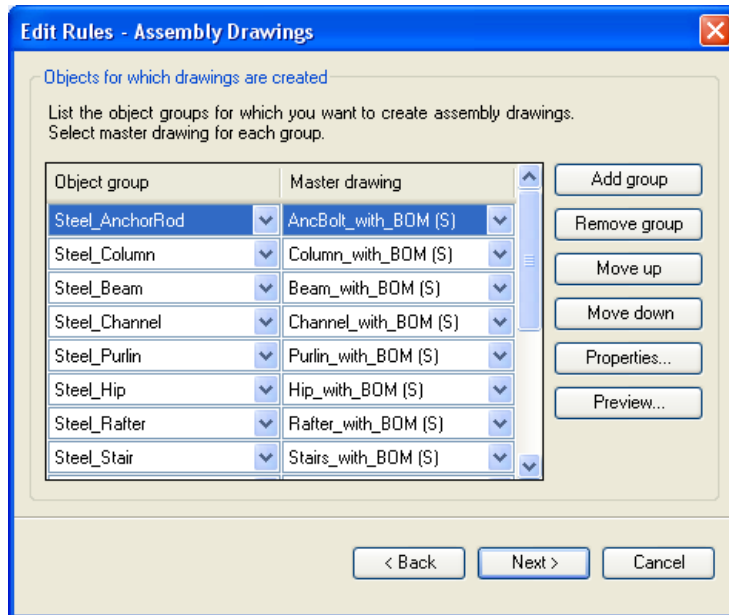 Edit Rules - Assembly Drawings
Objects for which drawings are created
List the object groups for which you want to create assembly drawings.
Select master drawing for each group.
Object group Master drawing
Steel_AnchorRod AncBolt_with_BOM (S)
Steel_Column Column_with_BOM (S)
Steel_Beam Beam_with_BOM (S)
Steel_Channel Channel_with_BOM (S)
Steel_Purlin Purlin_with_BOM (S)
Steel_Hip Hip_with_BOM (S)
Steel_Rafter Rafter_with_BOM (S)
Steel_Stair Stairs_with_BOM (S)
Add group
Remove group
Move up
Move down
Properties...
Preview...
< Back Next > Cancel